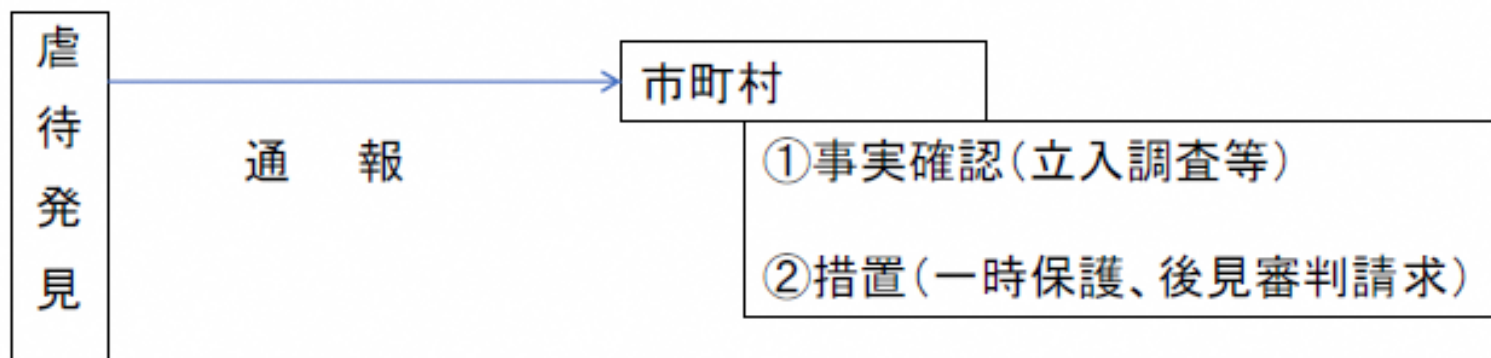 虐待発見
通　報
市町村
①事実確認（立入調査等）
②措置（一時保護、後見審判請求）